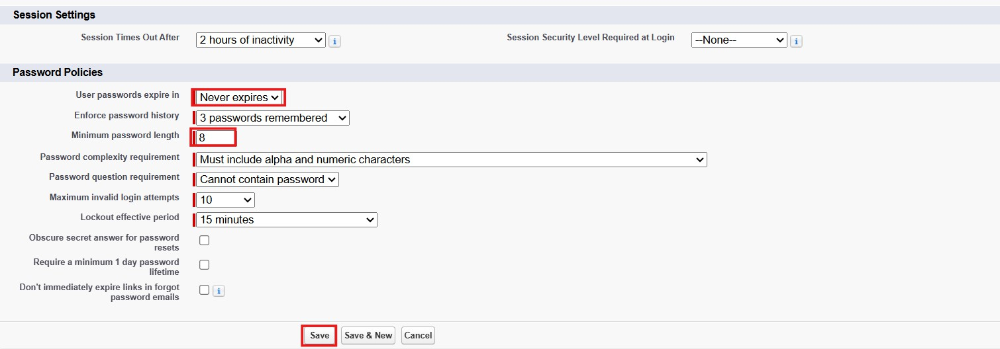 Session Settings
Session Times Out After 2 hours of inactivity i Session Security Level Required at Login --None-- i
Password Policies
User passwords expire in Never expires
Enforce password history 3 passwords remembered
Minimum password length 8
Password complexity requirement Must include alpha and numeric characters
Password question requirement Cannot contain password
Maximum invalid login attempts 10
Lockout effective period 15 minutes
Obscure secret answer for password
resets
Require a minimum 1 day password
lifetime
Don't immediately expire links in forgot
password emails i
Save Save & New Cancel